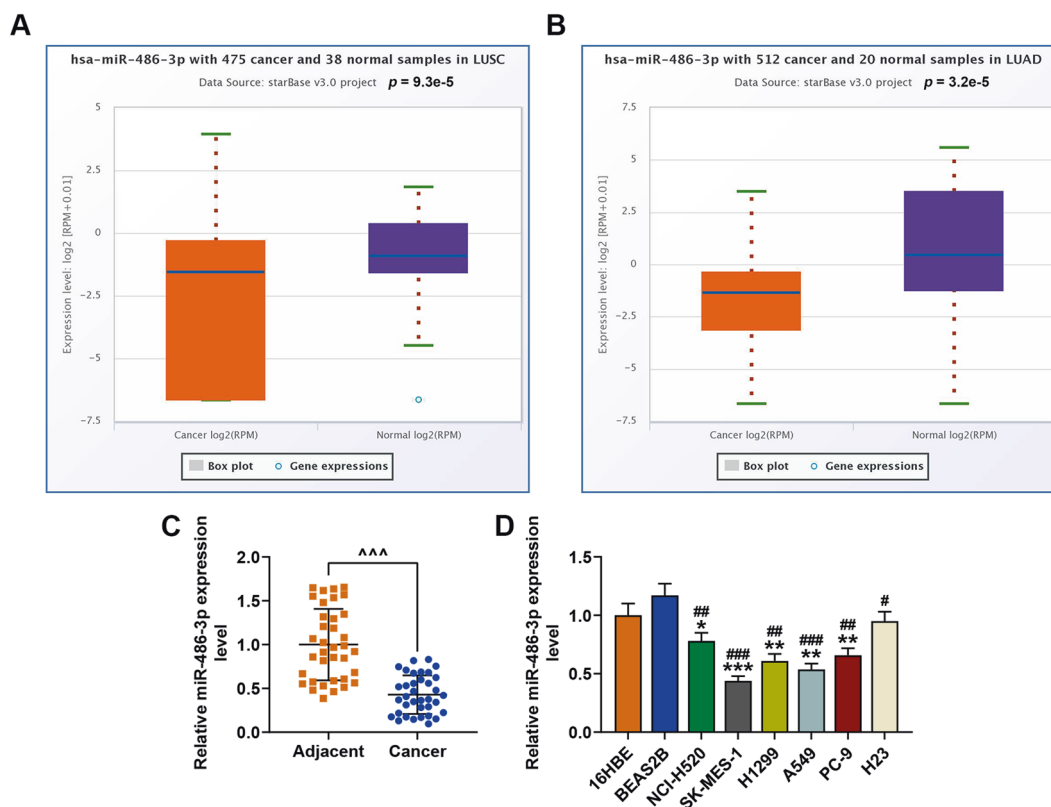 A
hsa-miR-486-3p with 475 cancer and 38 normal samples in LUSC
Data Source: starBase v3.0 project p = 9.3e-5
Expression level: log2 [RPM+0.01]
5
2.5
0
-2.5
-5
-7.5
Cancer log2(RPM) Normal log2(RPM)
Box plot Gene expressions
B
hsa-miR-486-3p with 512 cancer and 20 normal samples in LUAD
Data Source: starBase v3.0 project p = 3.2e-5
Expression level: log2 [RPM+0.01]
7.5
5
2.5
0
-2.5
-5
-7.5
Cancer log2(RPM) Normal log2(RPM)
Box plot Gene expressions
C
Relative miR-486-3p expression
level
2.0
1.5
1.0
0.5
0.0
^^^
Adjacent Cancer
D
Relative miR-486-3p expression
level
1.5
1.0
0.5
0.0
## * ### *** ## ** ### ** ## ** #
16HBE
BEAS2B
NCI-H520
SK-MES-1
H1299
A549
PC-9
H23